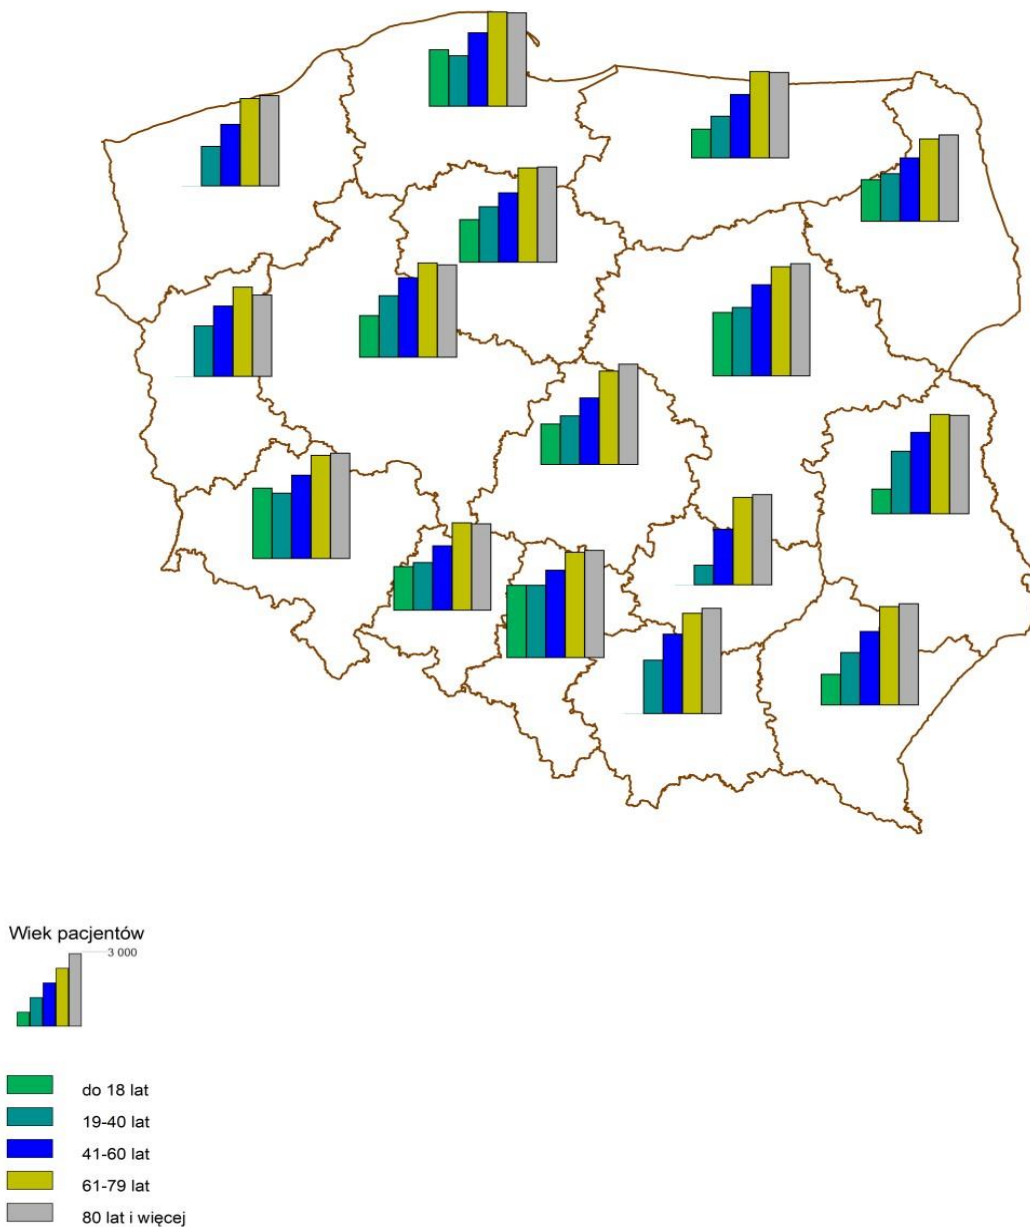 Wiek pacjentów
3 000
do 18 lat
19-40 lat
41-60 lat
61-79 lat
80 lat i więcej